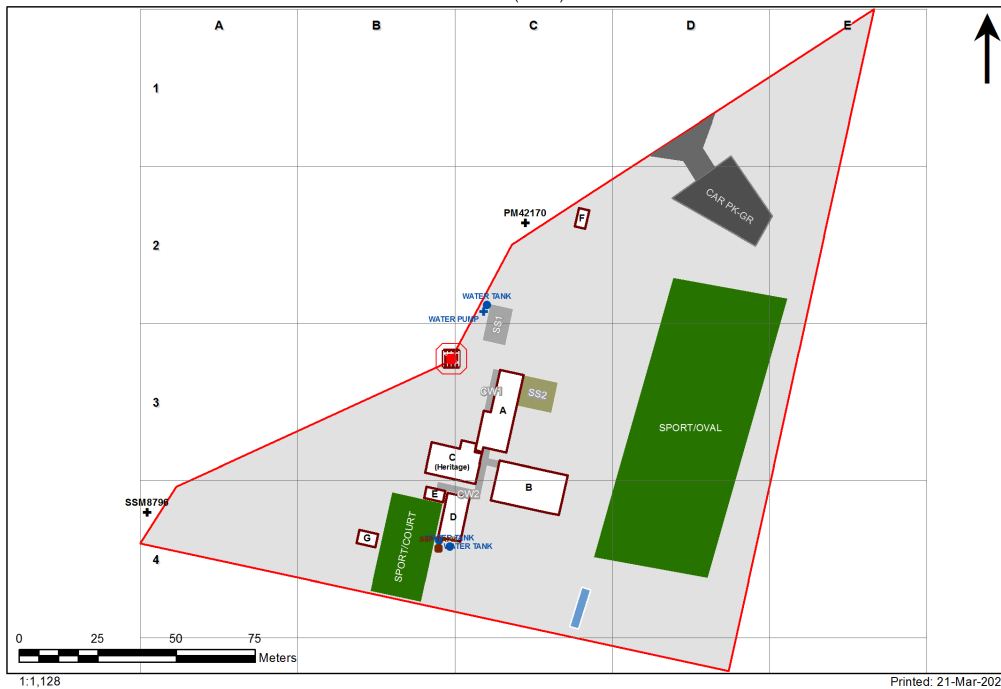 A B C D E
1
CAR PK-GR
PM42170
F
2
WATER TANK
WATER PUMP
SS1
3
GW1
SS2
A
SPORT/OVAL
C
(Heritage)
B
E
CW2
SSM8796
D
G
SPORT/COURT
WATER TANK
4
0 25 50 75
Meters
1:1,128
Printed: 21-Mar-202